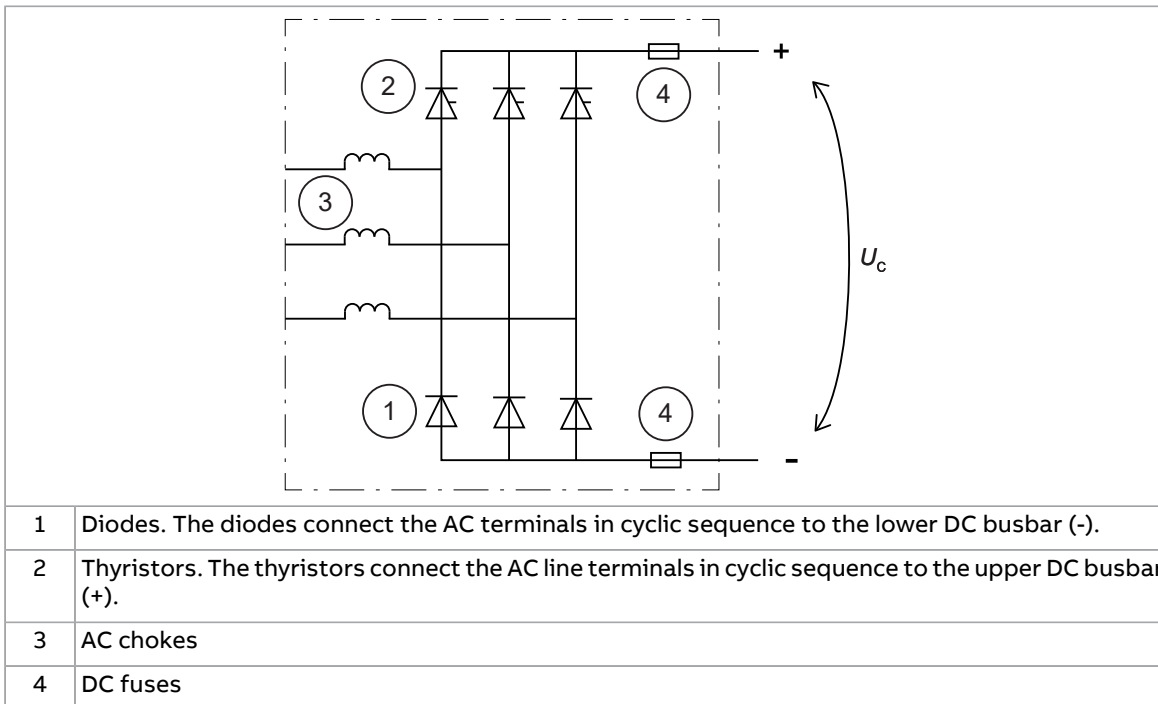 +
2
4
3
Uc
1
4
-
1 Diodes. The diodes connect the AC terminals in cyclic sequence to the lower DC busbar (-).
2 Thyristors. The thyristors connect the AC line terminals in cyclic sequence to the upper DC busbar
(+).
3 AC chokes
4 DC fuses